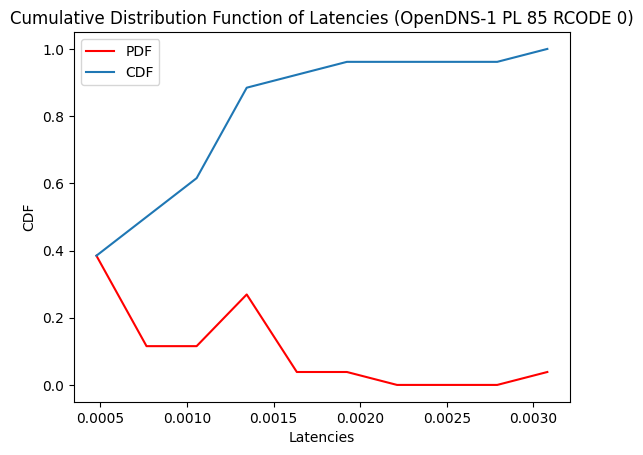 Cumulative Distribution Function of Latencies (OpenDNS-1 PL 85 RCODE 0)
PDF
CDF
1.0
0.8
0.6
0.4
0.2
0.0
CDF
0.0005 0.0010 0.0015 0.0020 0.0025 0.0030
Latencies